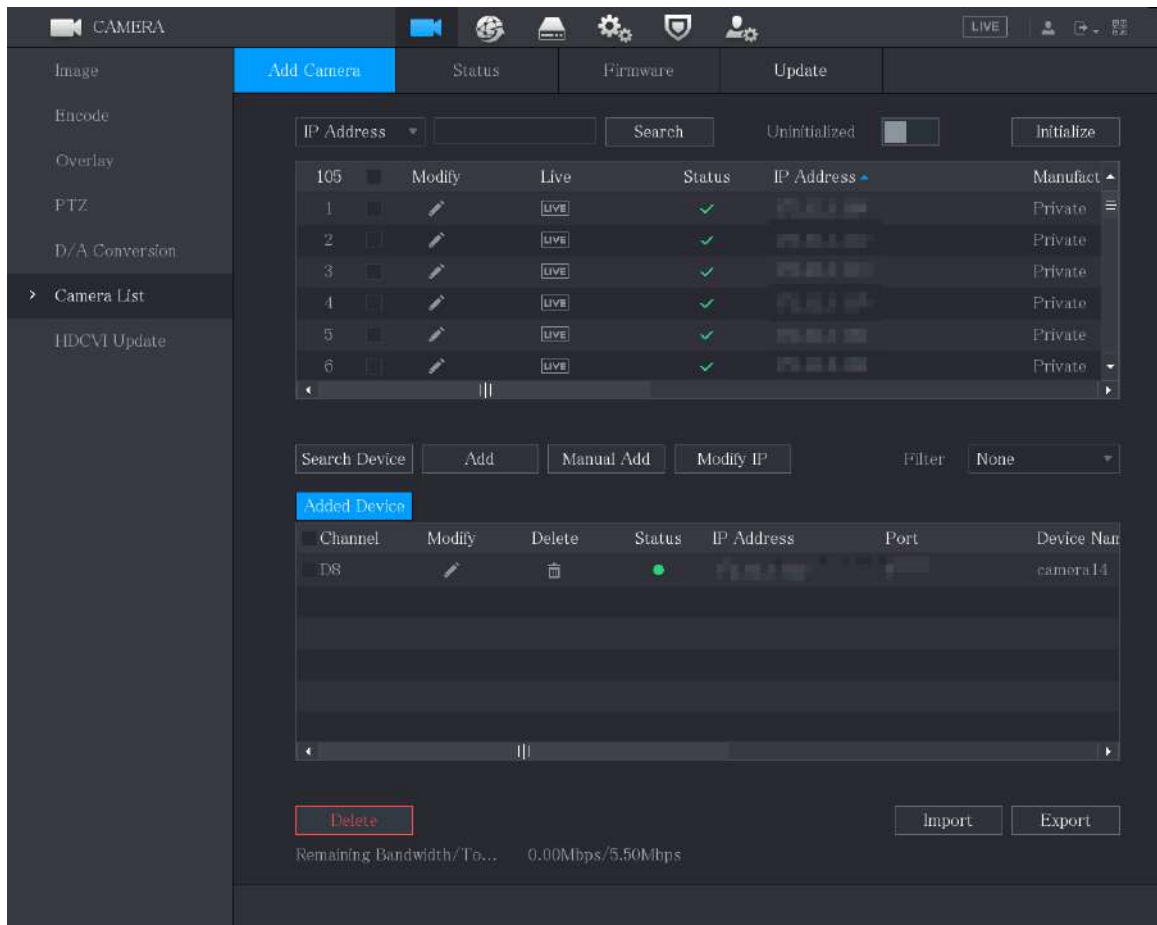 CAMERA LIVE
Image
Encode
Overlay
PTZ
D/A Conversion
Camera List
HDCVI Update
Add Camera Status Firmware Update
IP Address Search Uninitialized Initialize
105 Modify Live Status IP Address Manufact
1 LIVE Private
2 LIVE Private
3 LIVE Private
4 LIVE Private
5 LIVE Private
6 LIVE Private
Search Device Add Manual Add Modify IP Filter None
Added Device
Channel Modify Delete Status IP Address Port Device Nam
D8 camera14
Delete Import Export
Remaining Bandwidth/To... 0.00Mbps/5.50Mbps